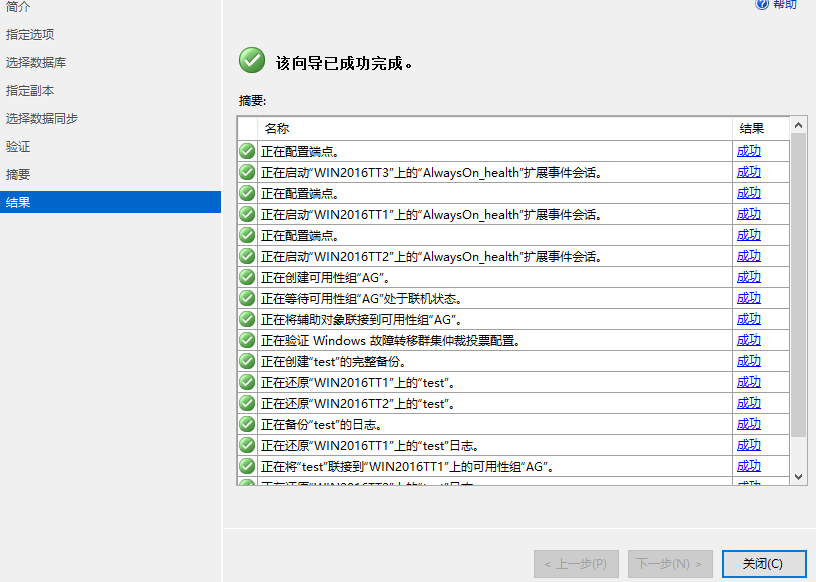 简介
指定选项
选择数据库
指定副本
选择数据同步
验证
摘要
结果
帮助
该向导已成功完成。
摘要:
名称 结果
正在配置端点。 成功
正在启动“WIN2016TT3”上的“AlwaysOn_health”扩展事件会话。 成功
正在配置端点。 成功
正在启动“WIN2016TT1”上的“AlwaysOn_health”扩展事件会话。 成功
正在配置端点。 成功
正在启动“WIN2016TT2”上的“AlwaysOn_health”扩展事件会话。 成功
正在创建可用性组“AG”。 成功
正在等待可用性组“AG”处于联机状态。 成功
正在将辅助对象联接到可用性组“AG”。 成功
正在验证 Windows 故障转移群集仲裁投票配置。 成功
正在创建“test”的完整备份。 成功
正在还原“WIN2016TT1”上的“test”。 成功
正在还原“WIN2016TT2”上的“test”。 成功
正在备份“test”的日志。 成功
正在还原“WIN2016TT1”上的“test”日志。 成功
正在将“test”联接到“WIN2016TT1”上的可用性组“AG”。 成功
< 上一步(P) 下一步(N) > 关闭(C)